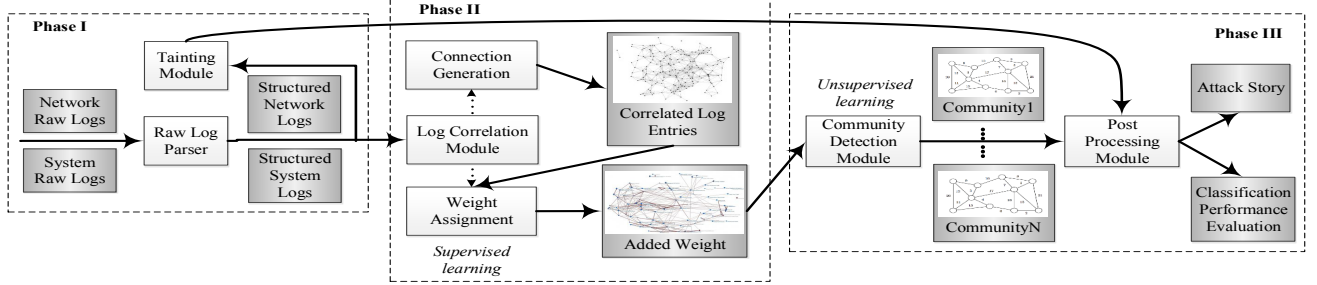 Phase I
Tainting
Module
Network
Raw Logs
System
Raw Logs
Raw Log
Parser
Structured
Network
Logs
Structured
System
Logs
Phase II
Connection
Generation
Log Correlation
Module
Weight
Assignment
Supervised
learning
Correlated Log
Entries
Added Weight
Phase III
Unsupervised
learning
Community
Detection
Module
Community1
CommunityN
Post
Processing
Module
Attack Story
Classification
Performance
Evaluation